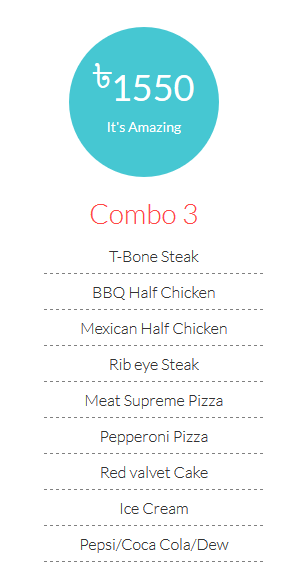 ৳1550
It's Amazing
Combo 3
T-Bone Steak
BBQ Half Chicken
Mexican Half Chicken
Rib eye Steak
Meat Supreme Pizza
Pepperoni Pizza
Red valvet Cake
Ice Cream
Pepsi/Coca Cola/Dew